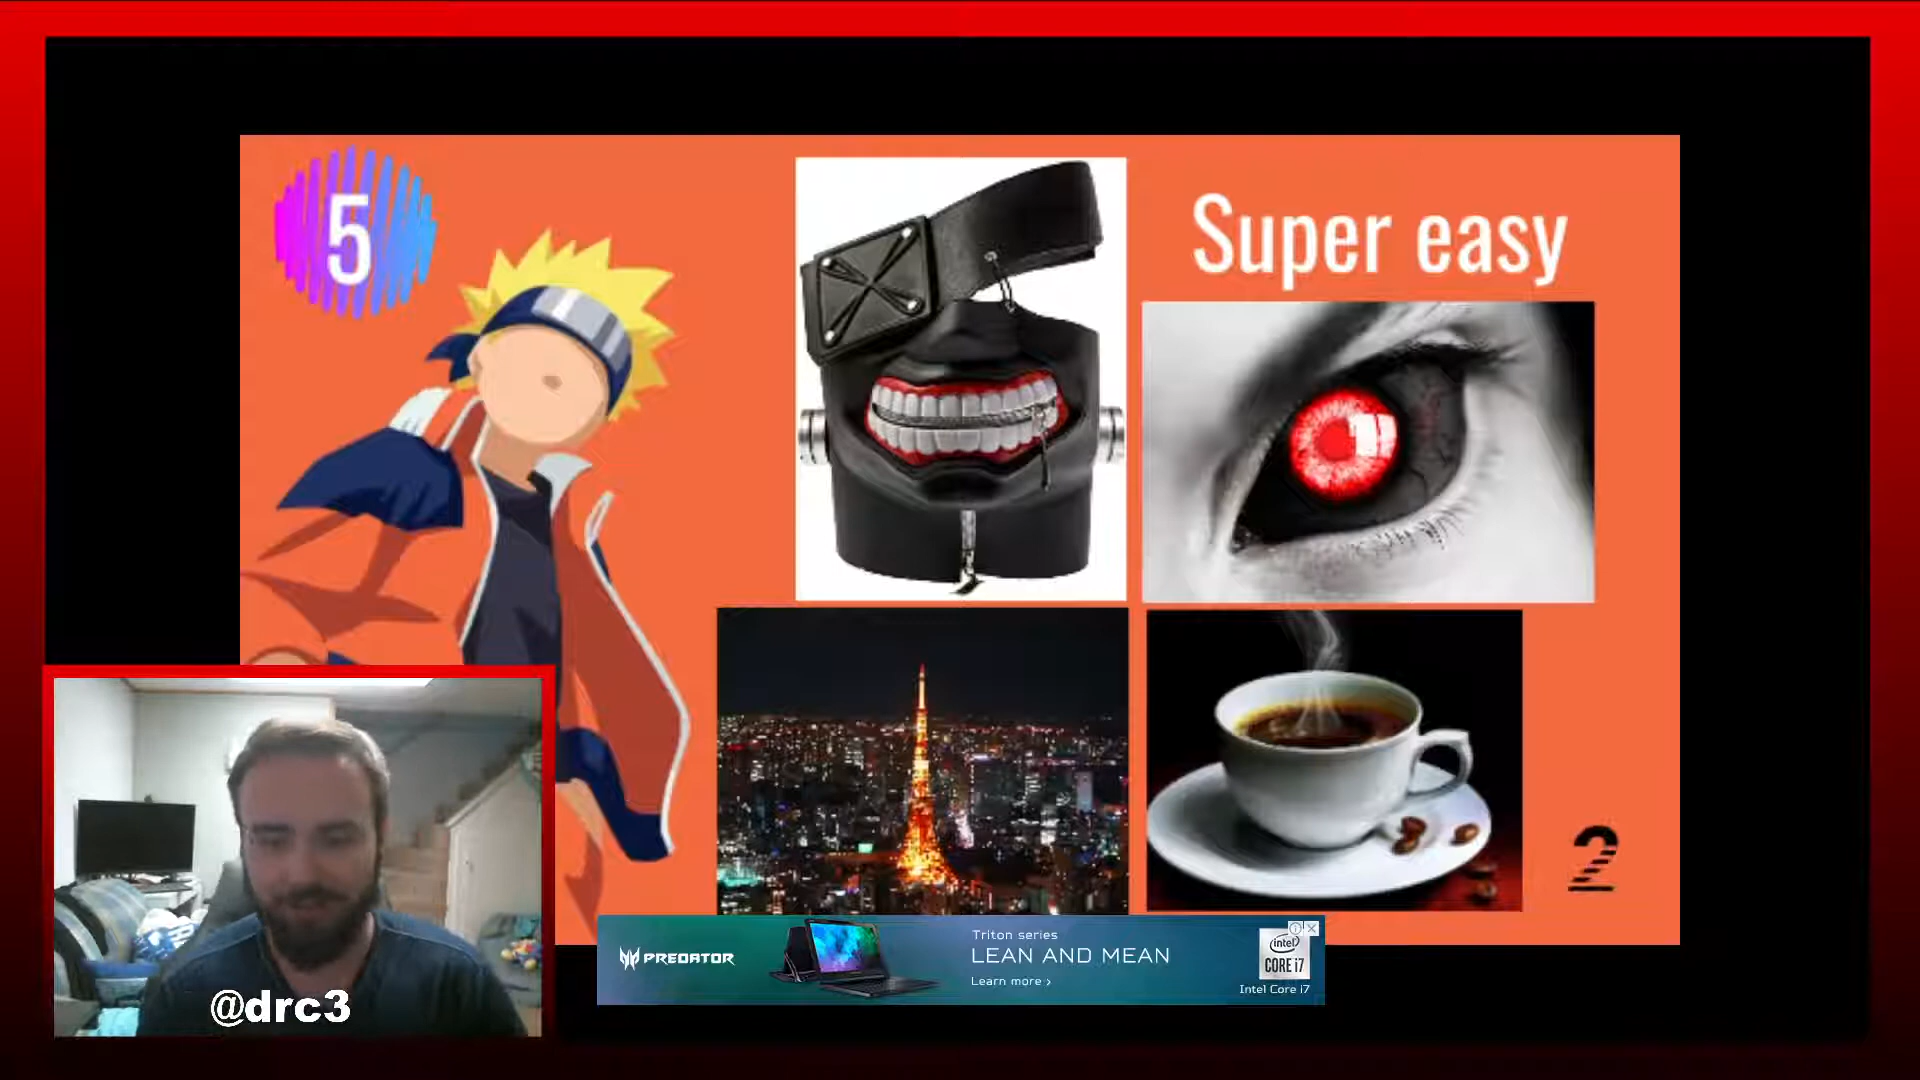 5
Super easy
2
PREDATOR
Triton series
LEAN AND MEAN
Learn more ›
intel
CORE i7
Intel Core i7
@drc3